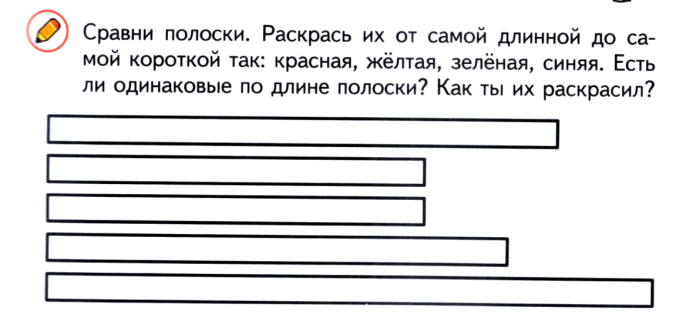 Сравни полоски. Раскрась их от самой длинной до са-
мой короткой так: красная, жёлтая, зелёная, синяя. Есть
ли одинаковые по длине полоски? Как ты их раскрасил?